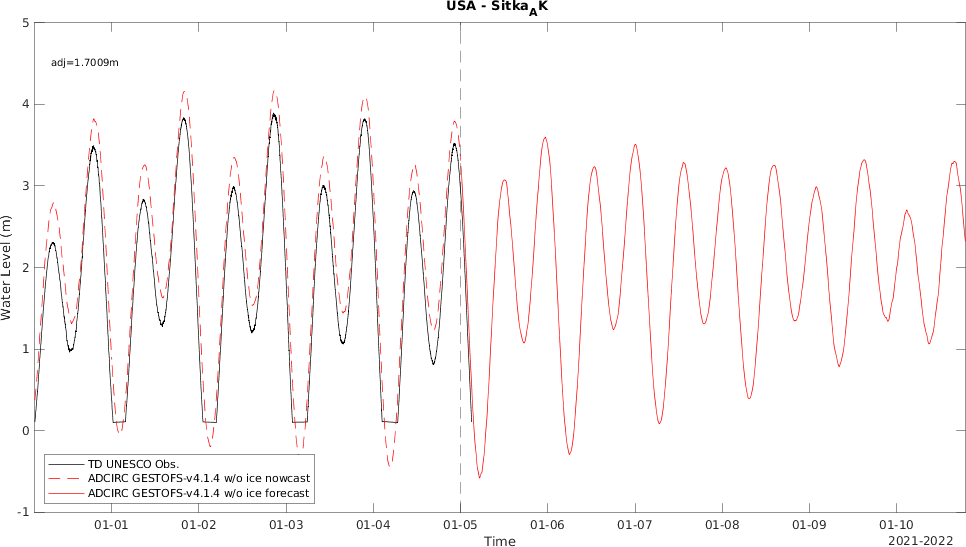 USA - Sitka_AK
5
adj=1.7009m
4
3
2
1
0
-1
Water Level (m)
TD UNESCO Obs.
ADCIRC GESTOFS-v4.1.4 w/o ice nowcast
ADCIRC GESTOFS-v4.1.4 w/o ice forecast
01-01 01-02 01-03 01-04 01-05 01-06 01-07 01-08 01-09 01-10
Time
2021-2022